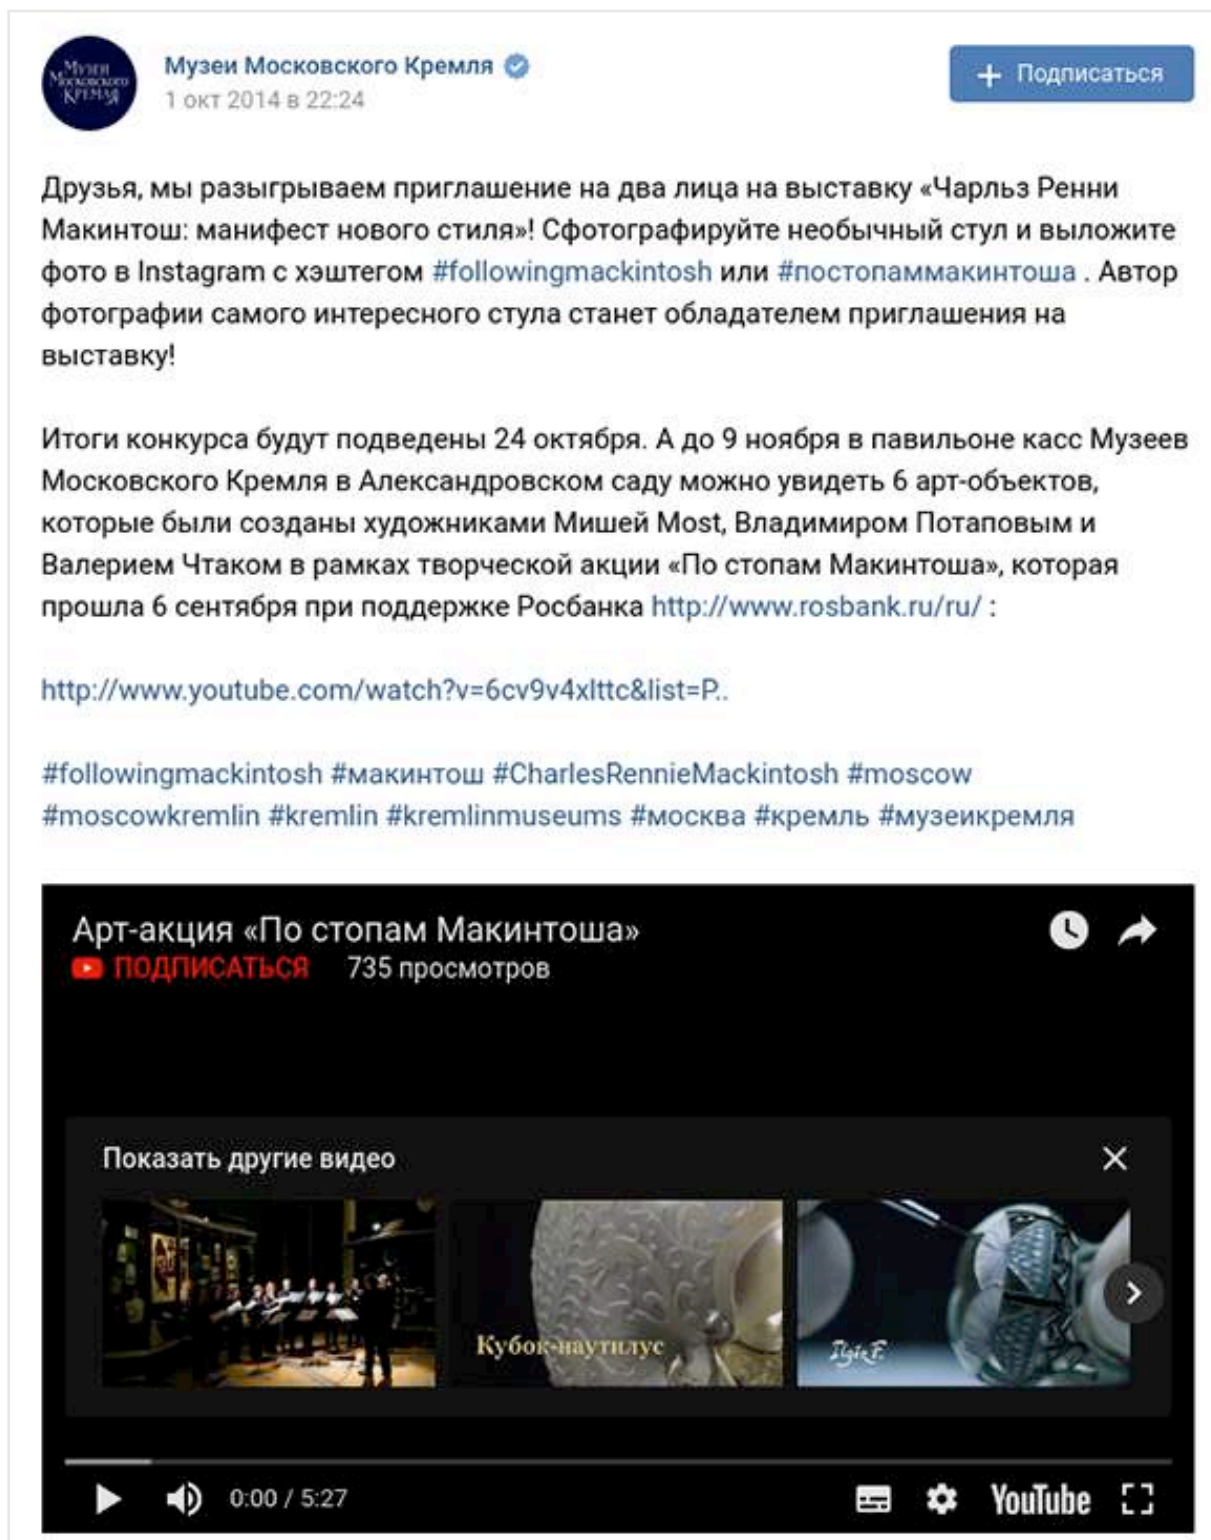 Музеи
Московского
Кремля
Музеи Московского Кремля
1 окт 2014 в 22:24
+ Подписаться
Друзья, мы разыгрываем приглашение на два лица на выставку «Чарльз Ренни
Макинтош: манифест нового стиля»! Сфотографируйте необычный стул и выложите
фото в Instagram с хэштегом #followingmackintosh или #постопаммакинтоша . Автор
фотографии самого интересного стула станет обладателем приглашения на
выставку!
Итоги конкурса будут подведены 24 октября. А до 9 ноября в павильоне касс Музеев
Московского Кремля в Александровском саду можно увидеть 6 арт-объектов,
которые были созданы художниками Мишей Most, Владимиром Потаповым и
Валерием Чтаком в рамках творческой акции «По стопам Макинтоша», которая
прошла 6 сентября при поддержке Росбанка http://www.rosbank.ru/ru/ :
http://www.youtube.com/watch?v=6cv9v4xlttc&list=P..
#followingmackintosh #макинтош #CharlesRennieMackintosh #moscow
#moscowkremlin #kremlin #kremlinmuseums #москва #кремль #музеикремля
Арт-акция «По стопам Макинтоша»
ПОДПИСАТЬСЯ 735 просмотров
Показать другие видео
Кубок-наутилус
0:00 / 5:27
YouTube